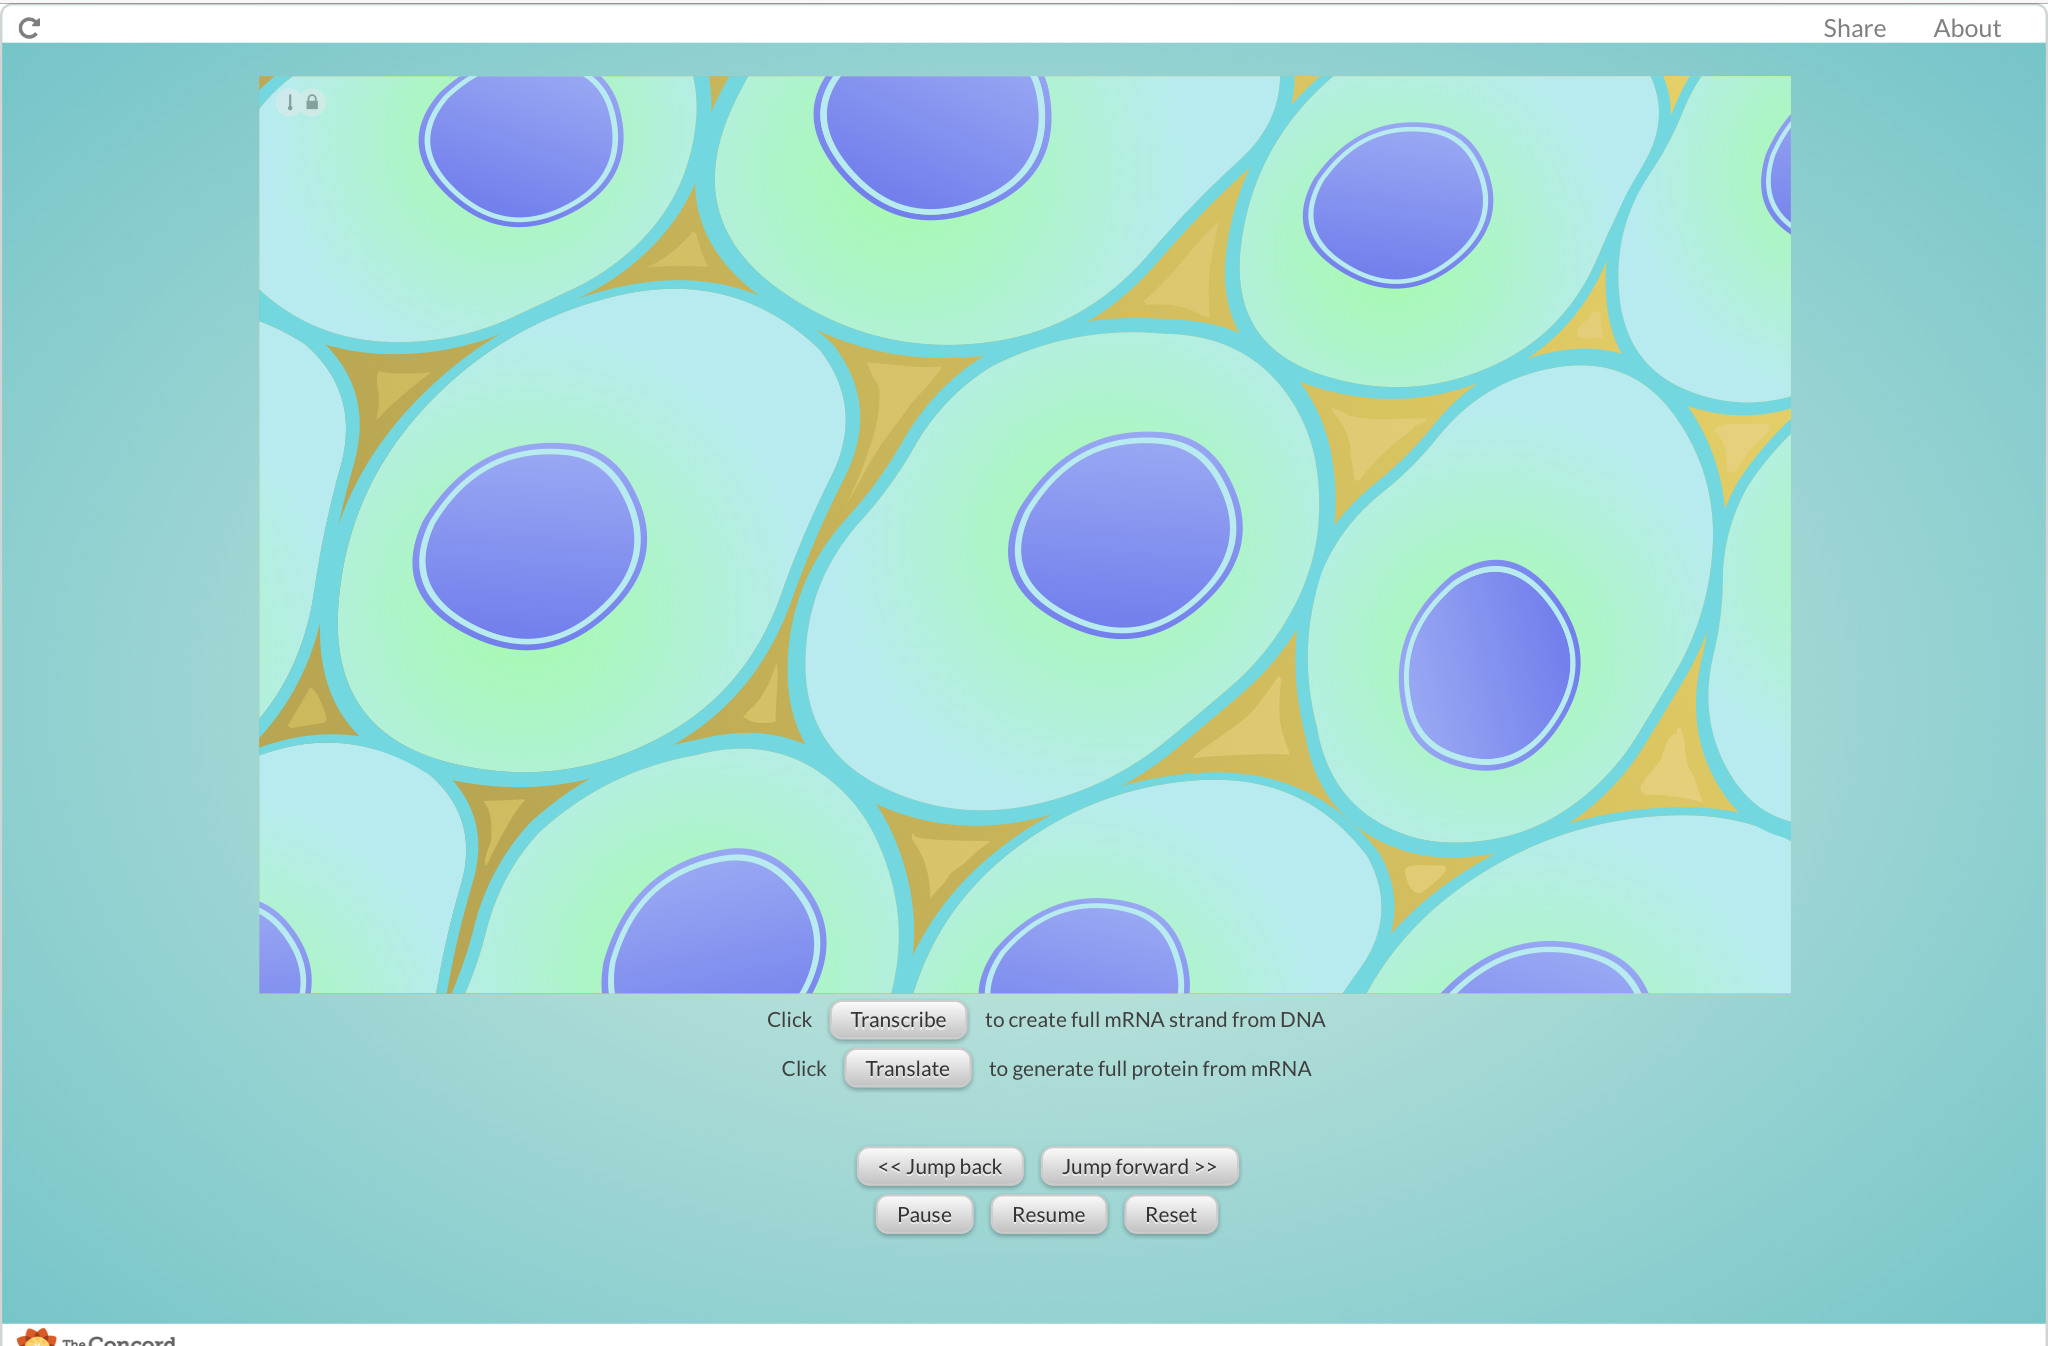 Share About
Click Transcribe to create full mRNA strand from DNA
Click Translate to generate full protein from mRNA
<< Jump back Jump forward >>
Pause Resume Reset
The Concord